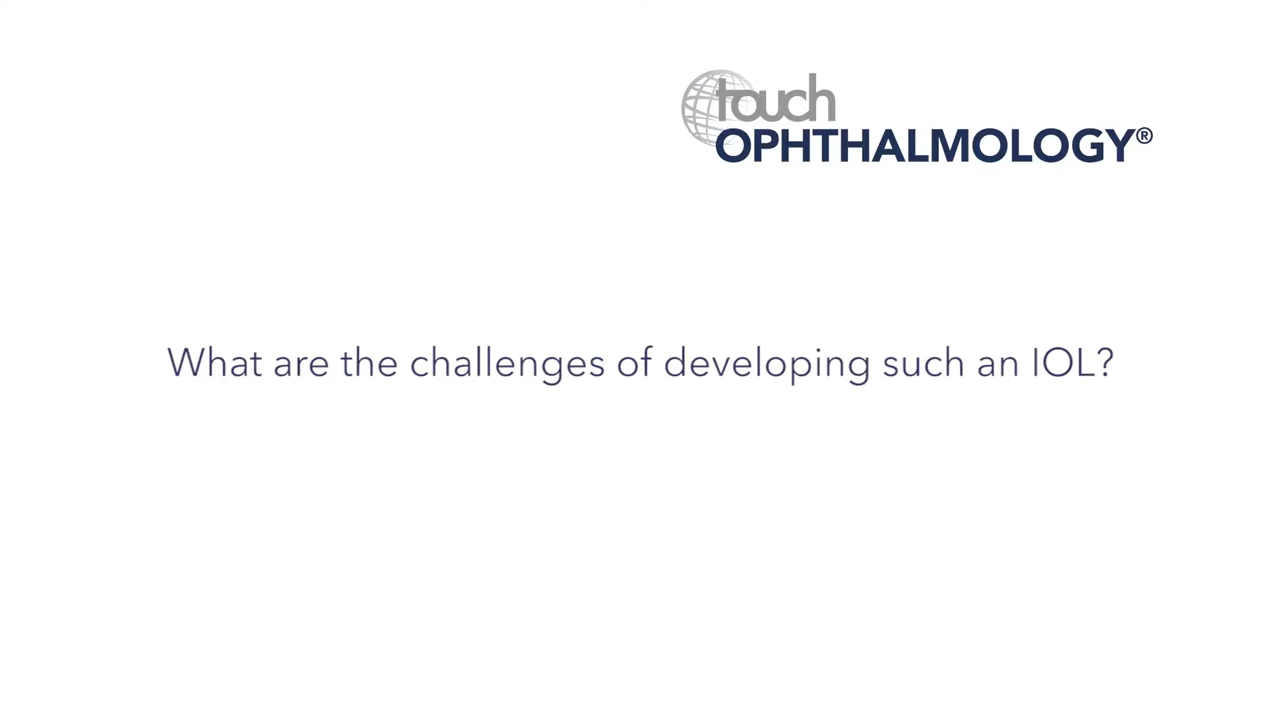 touch
OPHTHALMOLOGY®
What are the challenges of developing such an IOL?